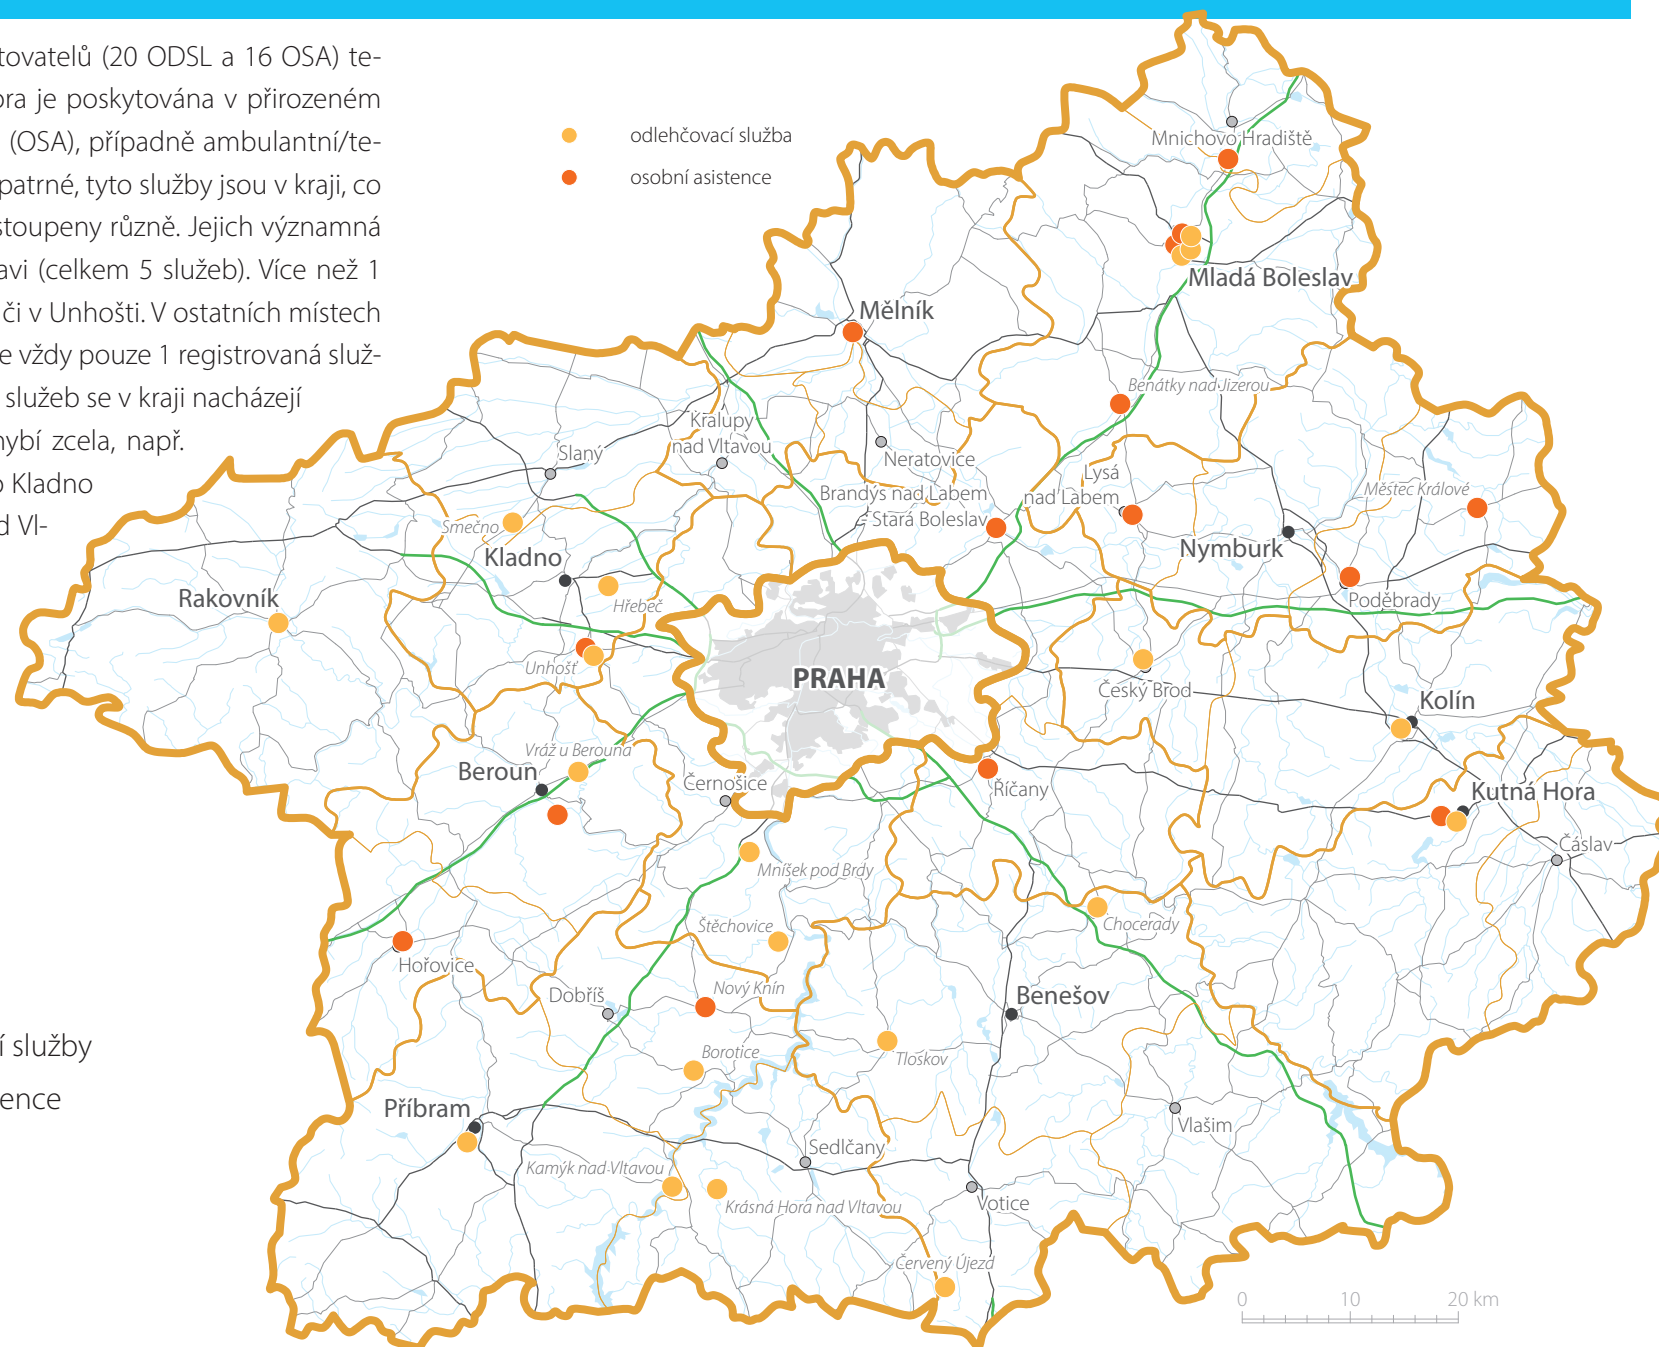 tovatelů (20 ODSL a 16 OSA) te-
ora je poskytována v přirozeném
(OSA), případně ambulantní/te-
patrné, tyto služby jsou v kraji, co
stoupeny různě. Jejich významná
avi (celkem 5 služeb). Více než 1
či v Unhošti. V ostatních místech
e vždy pouze 1 registrovaná služ-
služeb se v kraji nacházejí
hybí zcela, např.
o Kladno
d Vl-
odlehčovací služba
osobní asistence
Mnichovo Hradiště
Mladá Boleslav
Mělník
Benátky nad Jizerou
Kralupy
nad Vltavou
Slaný
Neratovice
Lysá
nad Labem
Městec Králové
Brandýs nad Labem
Stará Boleslav
Smečno
Kladno
Nymburk
Rakovník
Hřebeč
Poděbrady
Unhošť
PRAHA
Český Brod
Kolín
Vráž u Berouna
Beroun
Černošice
Říčany
Kutná Hora
Čáslav
Mníšek pod Brdy
Štěchovice
Chocerady
Hořovice
Dobříš
Nový Knín
Benešov
í služby
Borotice
Tloskov
ence
Příbram
Vlašim
Sedlčany
Kamýk nad Vltavou
Krásná Hora nad Vltavou
Votice
Červený Újezd
0 10 20 km